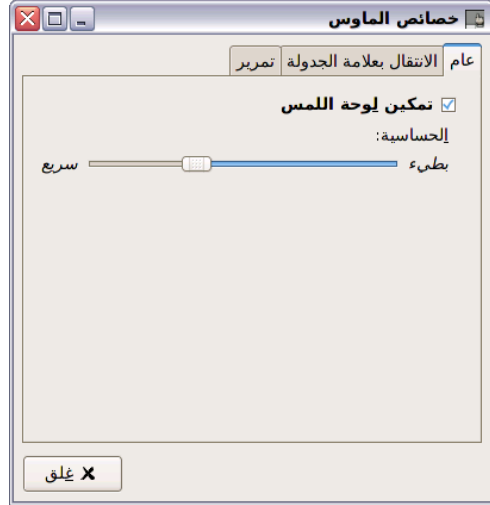 خصائص الماوس
عام الانتقال بعلامة الجدولة تمرير
تمكين لوحة اللمس
الحساسية:
بطيء سريع
غلق